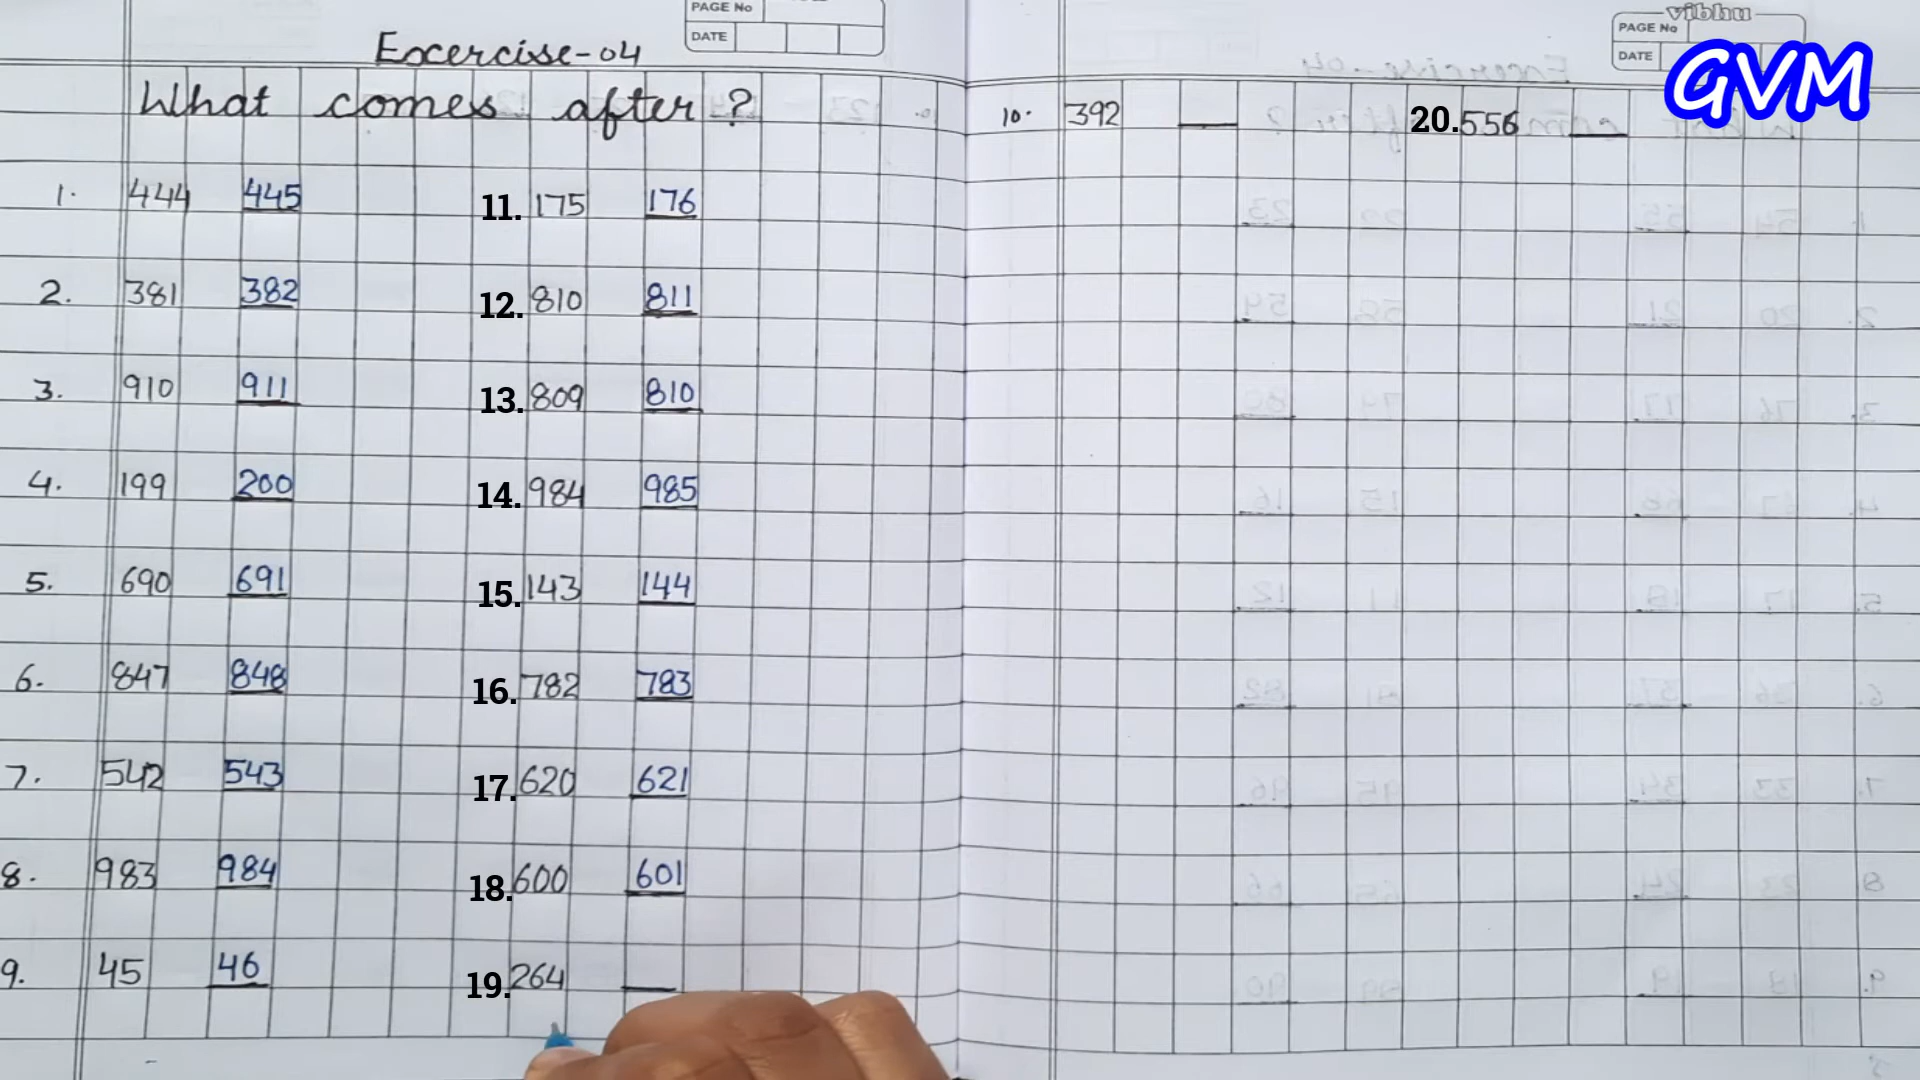 PAGE No
DATE
Excercise-04
What comes after ?
1. 444 445
2. 381 382
3. 910 911
4. 199 200
5. 690 691
6. 847 848
7. 542 543
8. 983 984
9. 45 46
11. 175 176
12. 810 811
13. 809 810
14. 984 985
15. 143 144
16. 782 783
17. 620 621
18. 600 601
19. 264 __
vibhu
PAGE No
DATE
GVM
10. 392 __
20. 556 __